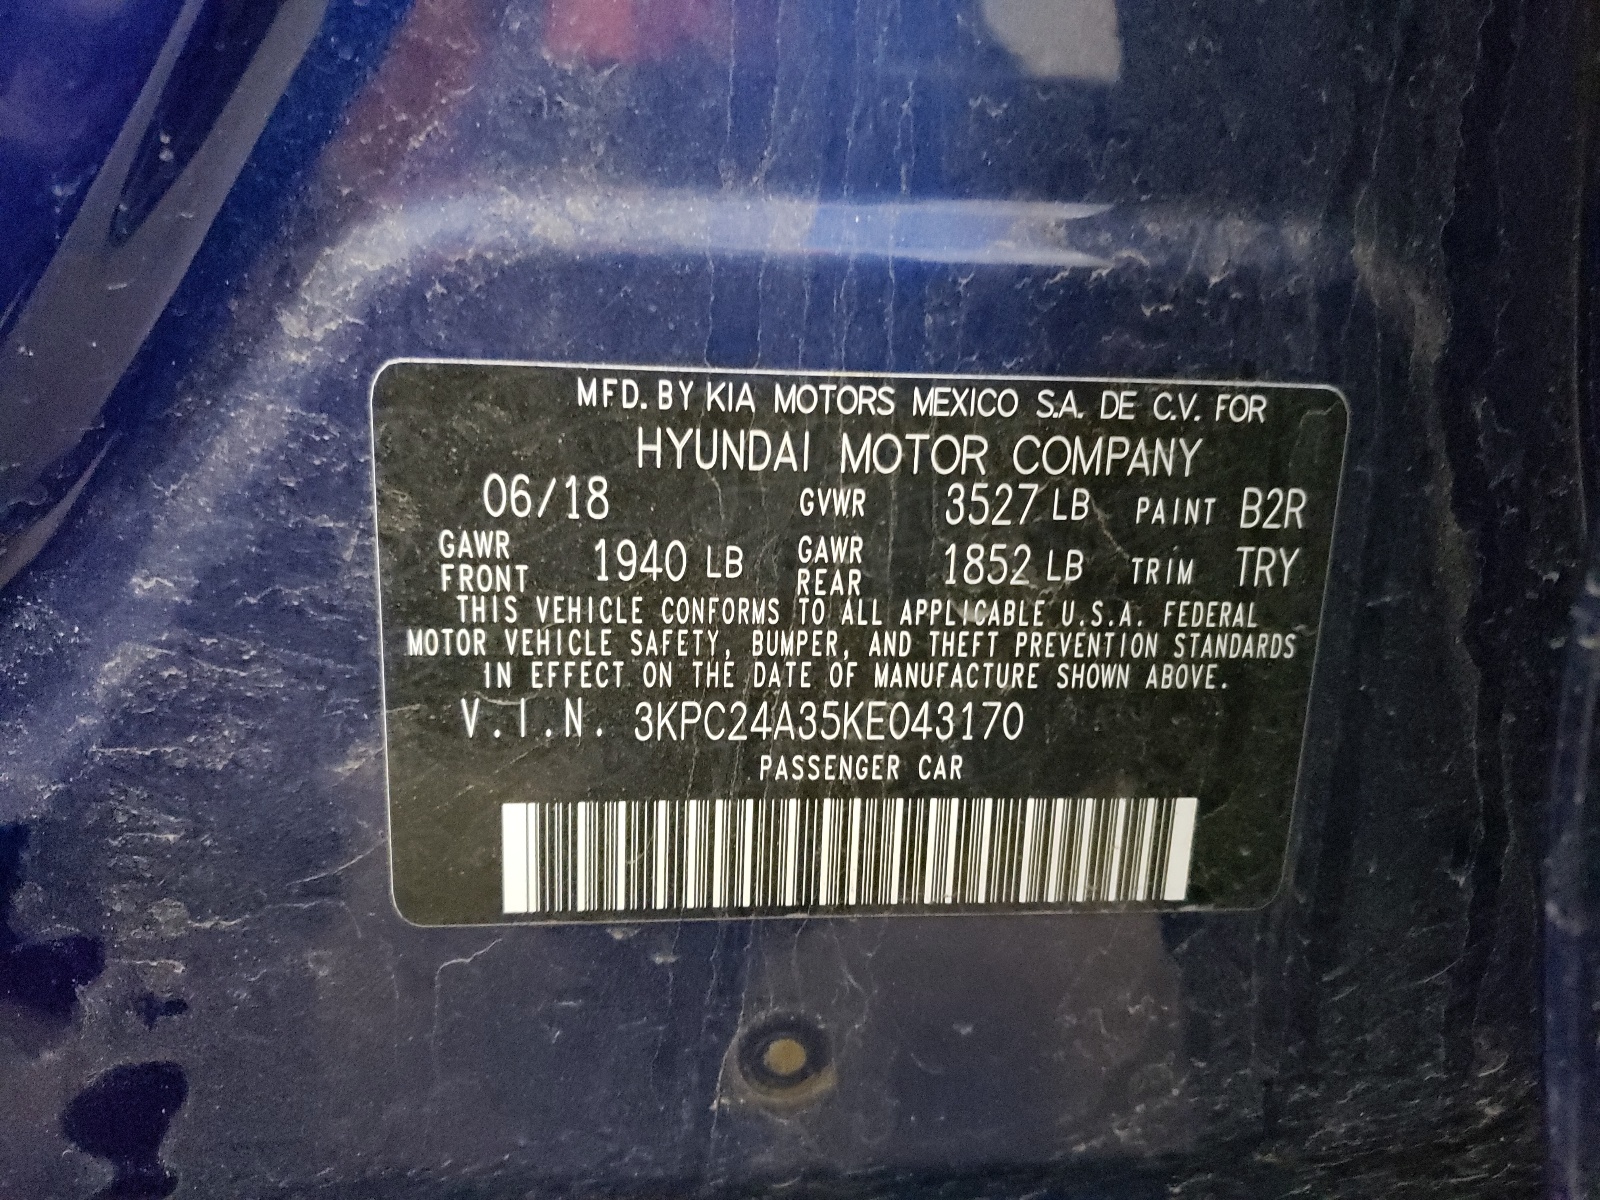 MFD. BY KIA MOTORS MEXICO S.A. DE C.V. FOR
HYUNDAI MOTOR COMPANY
06/18 GVWR 3527 LB PAINT B2R
GAWR FRONT 1940 LB GAWR REAR 1852 LB TRIM TRY
THIS VEHICLE CONFORMS TO ALL APPLICABLE U.S.A. FEDERAL
MOTOR VEHICLE SAFETY, BUMPER, AND THEFT PREVENTION STANDARDS
IN EFFECT ON THE DATE OF MANUFACTURE SHOWN ABOVE.
V.I.N. 3KPC24A35KE043170
PASSENGER CAR